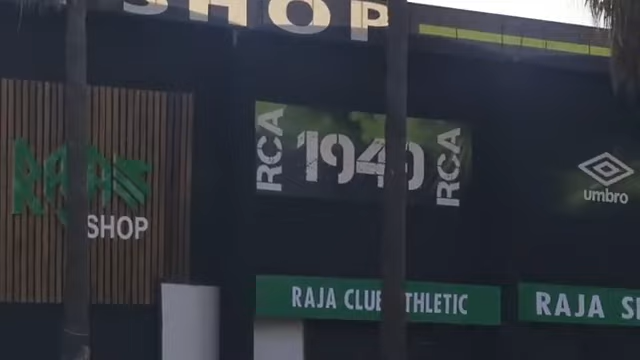 SHOP
RAJA
SHOP
RCA 1940 RCA
umbro
RAJA CLUB ATHLETIC
RAJA S